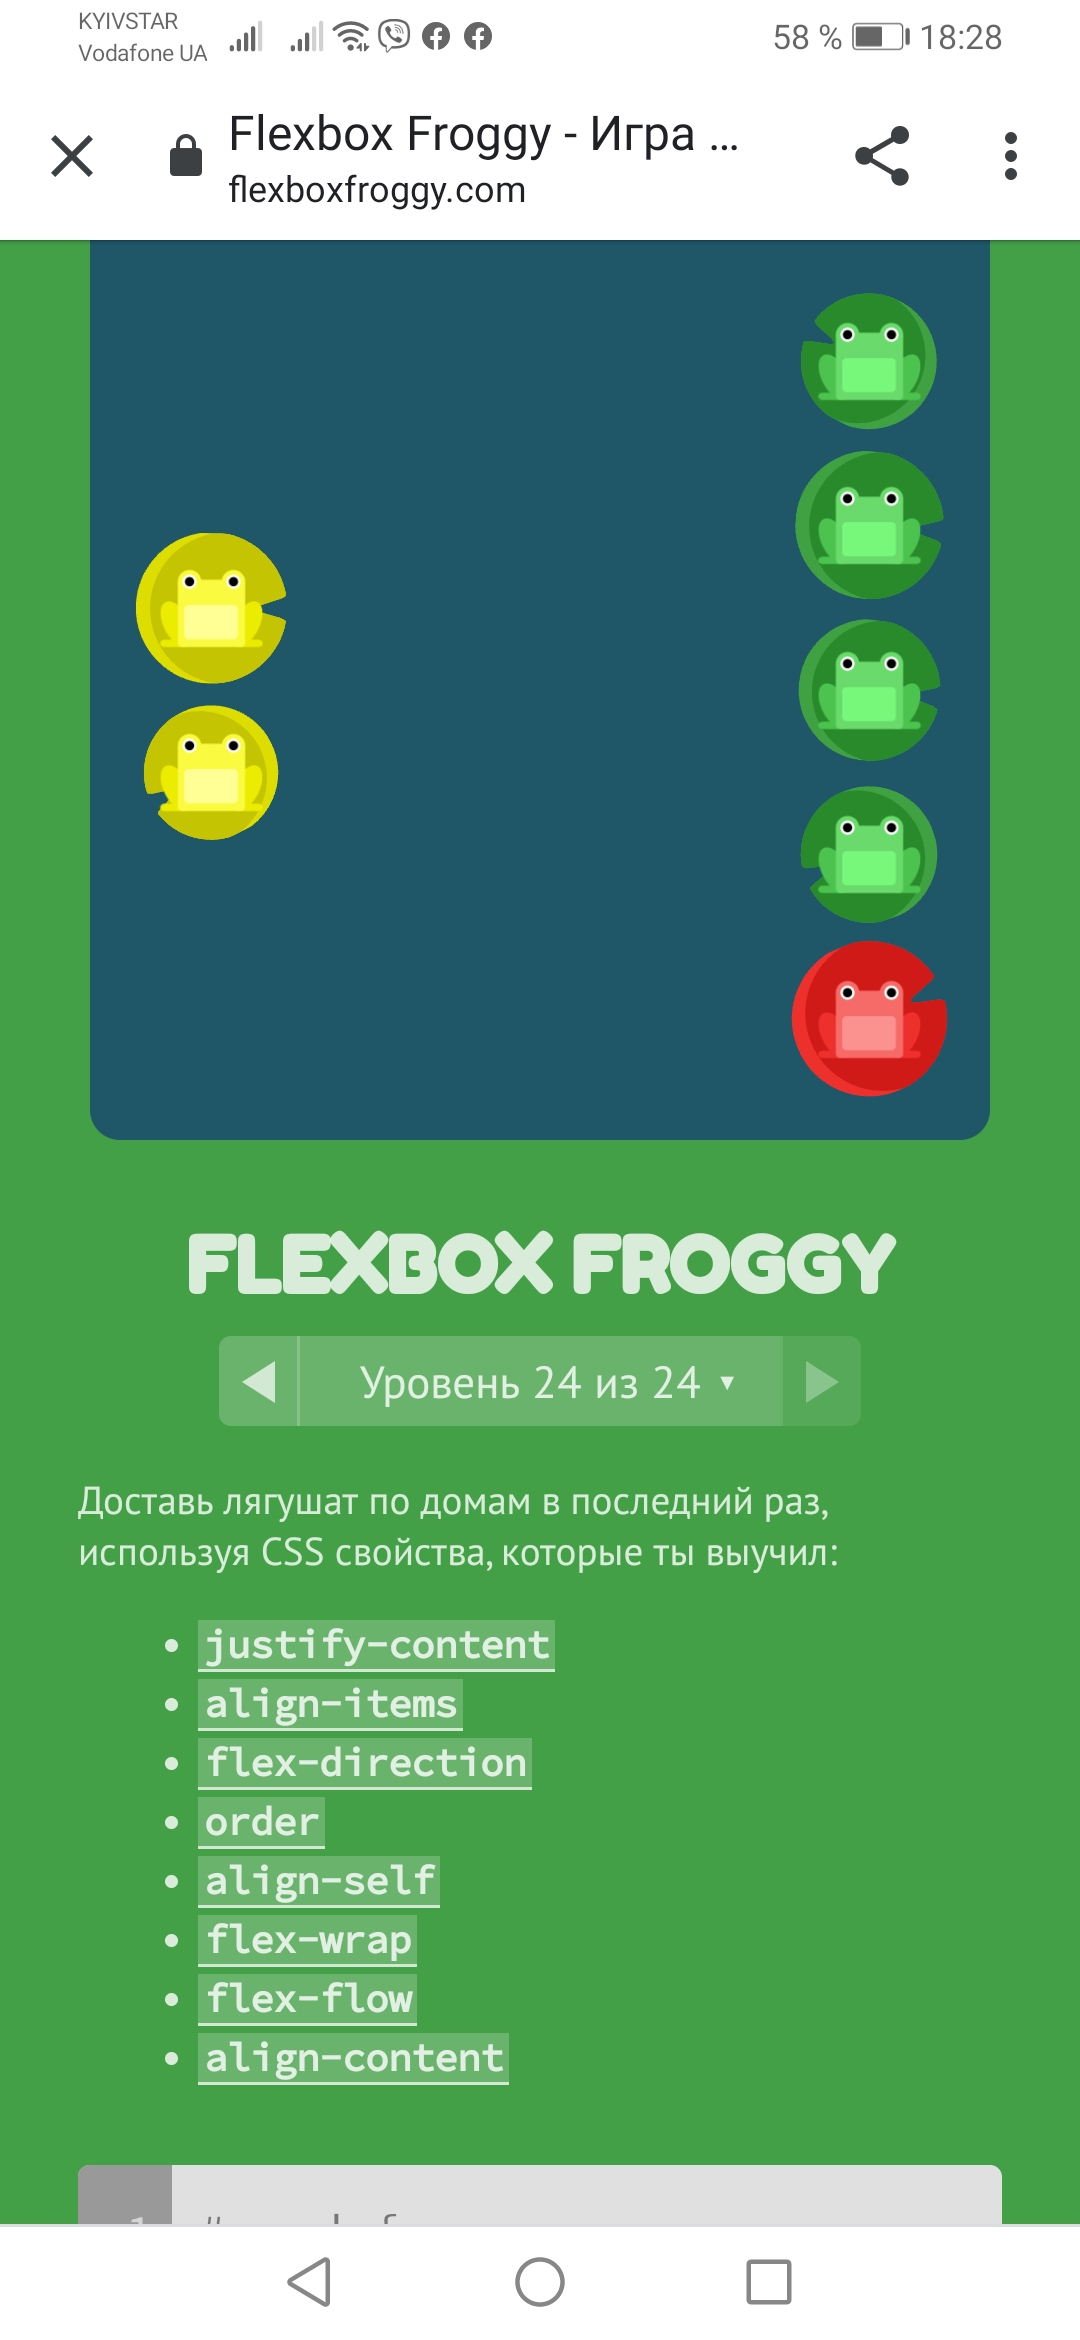 KYIVSTAR
Vodafone UA
58 %
18:28
Flexbox Froggy - Игра ...
flexboxfroggy.com
FLEXBOX FROGGY
Уровень 24 из 24 ▼
Доставь лягушат по домам в последний раз,
используя CSS свойства, которые ты выучил:
• justify-content
• align-items
• flex-direction
• order
• align-self
• flex-wrap
• flex-flow
• align-content